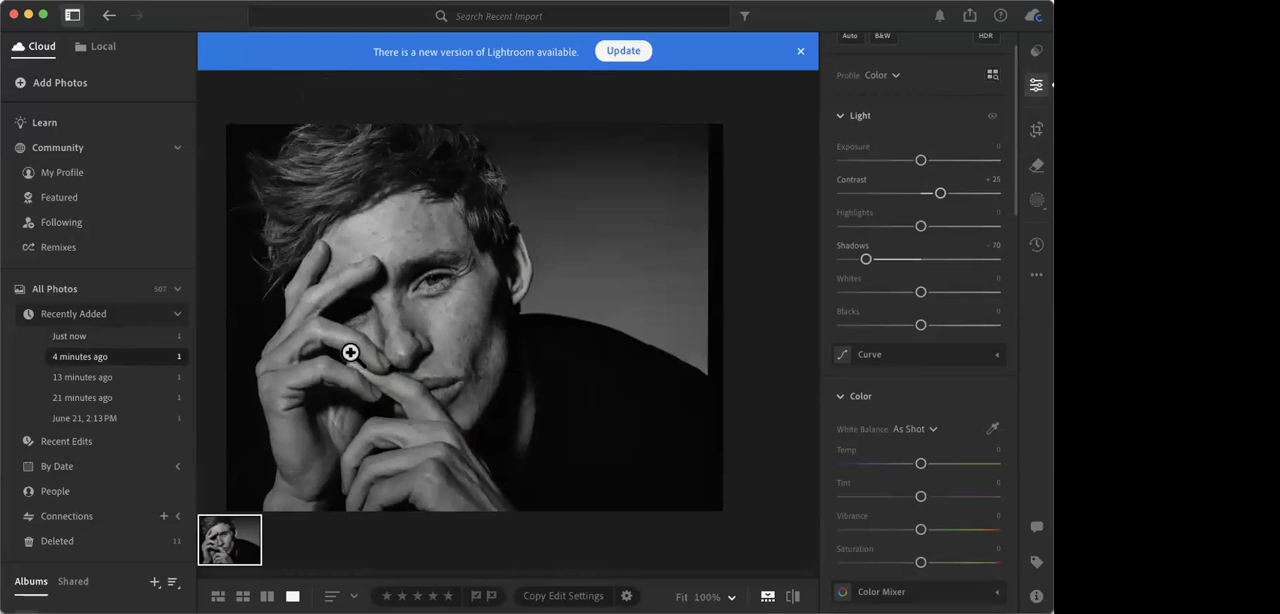 Search Recent Import
Cloud Local
There is a new version of Lightroom available. Update
Add Photos
Learn
Community
My Profile
Featured
Following
Remixes
All Photos 507
Recently Added
Just now 1
4 minutes ago 1
13 minutes ago 1
21 minutes ago 1
June 21, 2:13 PM 1
Recent Edits
By Date
People
Connections
Deleted 11
Albums Shared
Copy Edit Settings
Fit 100%
Auto B&W HDR
Profile Color
Light
Exposure 0
Contrast + 25
Highlights 0
Shadows - 70
Whites 0
Blacks 0
Curve
Color
White Balance As Shot
Temp 0
Tint 0
Vibrance 0
Saturation 0
Color Mixer